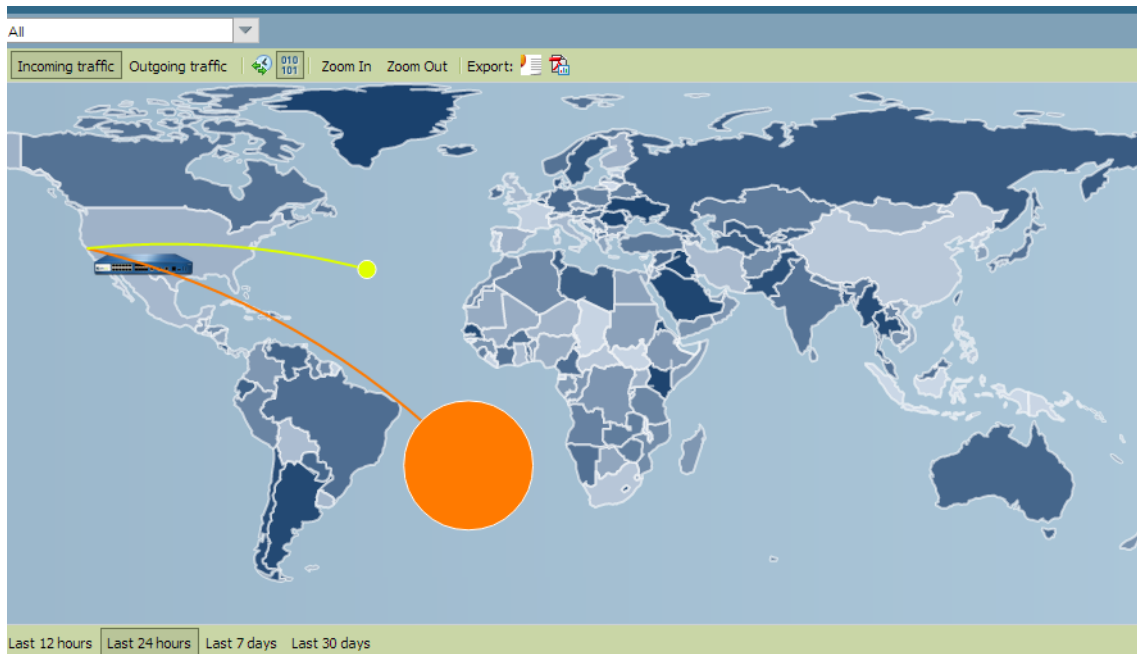 All
Incoming traffic Outgoing traffic 010 101 Zoom In Zoom Out Export:
Last 12 hours Last 24 hours Last 7 days Last 30 days